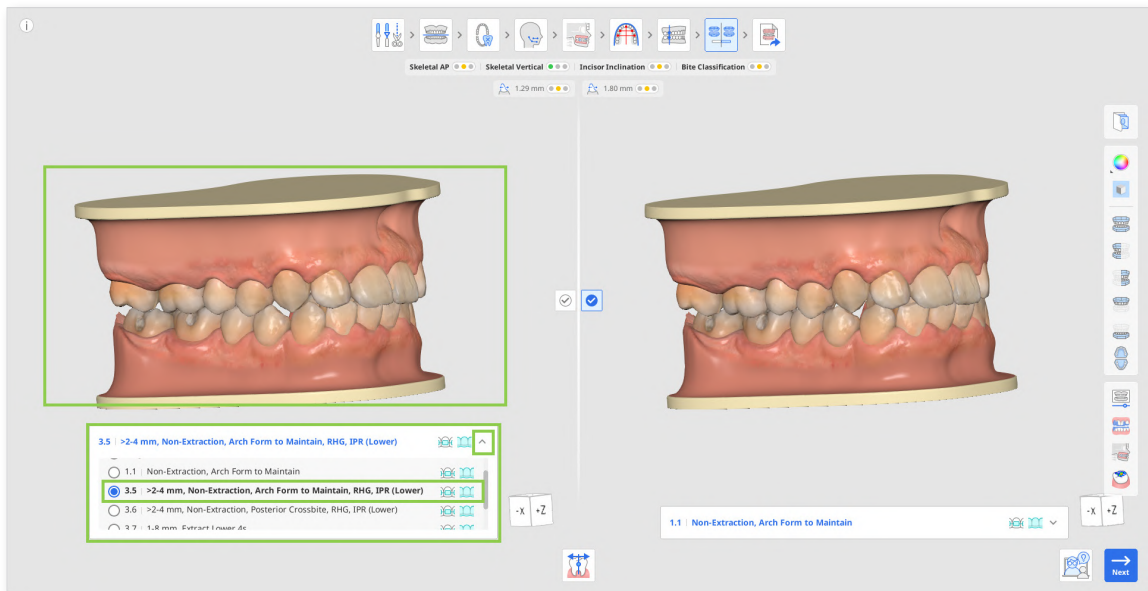 Skeletal AP | Skeletal Vertical | Incisor Inclination | Bite Classification
1.29 mm
1.80 mm
3.5 | >2-4 mm, Non-Extraction, Arch Form to Maintain, RHG, IPR (Lower)
1.1 | Non-Extraction, Arch Form to Maintain
3.5 | >2-4 mm, Non-Extraction, Arch Form to Maintain, RHG, IPR (Lower)
3.6 | >2-4 mm, Non-Extraction, Posterior Crossbite, RHG, IPR (Lower)
3.7 | 1-8 mm, Extract Lower 4s
-X +Z
1.1 | Non-Extraction, Arch Form to Maintain
-X +Z
Next